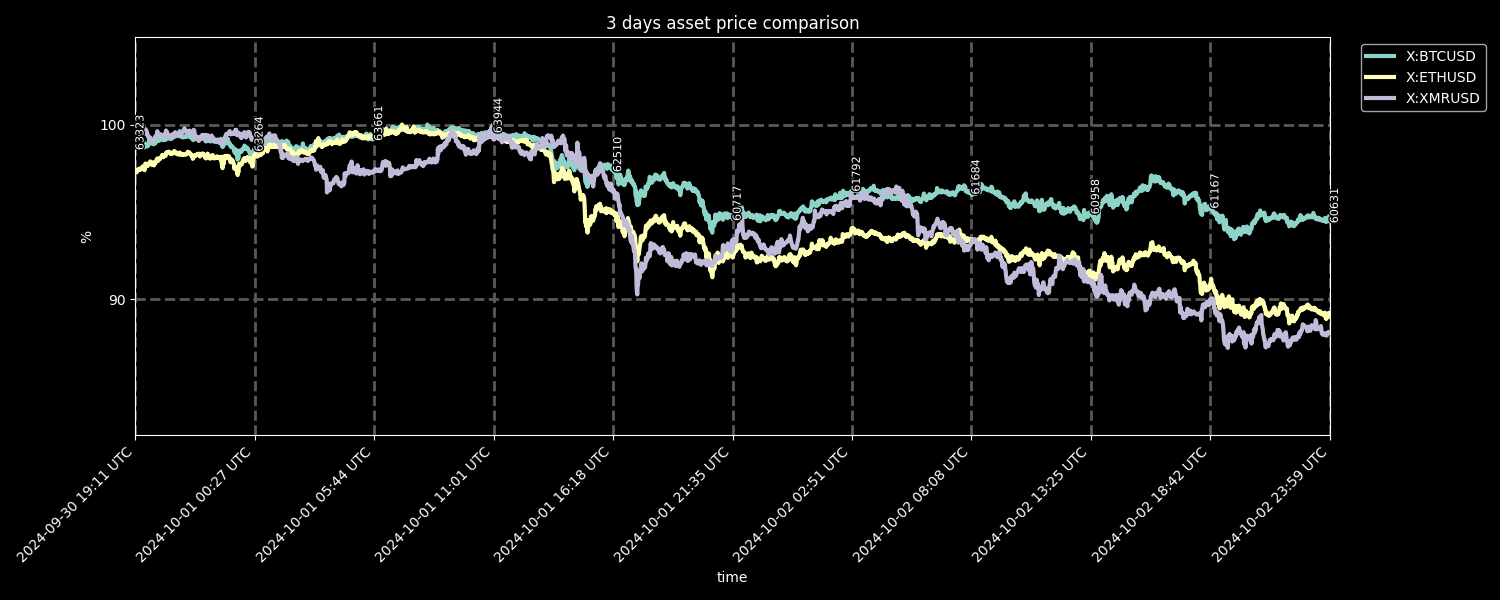 3 days asset price comparison
X:BTCUSD
X:ETHUSD
X:XMRUSD
100
90
%
63323
63264
63661
63944
62510
60717
61792
61684
60958
61167
60631
2024-09-30 19:11 UTC
2024-10-01 00:27 UTC
2024-10-01 05:44 UTC
2024-10-01 11:01 UTC
2024-10-01 16:18 UTC
2024-10-01 21:35 UTC
2024-10-02 02:51 UTC
2024-10-02 08:08 UTC
2024-10-02 13:25 UTC
2024-10-02 18:42 UTC
2024-10-02 23:59 UTC
time